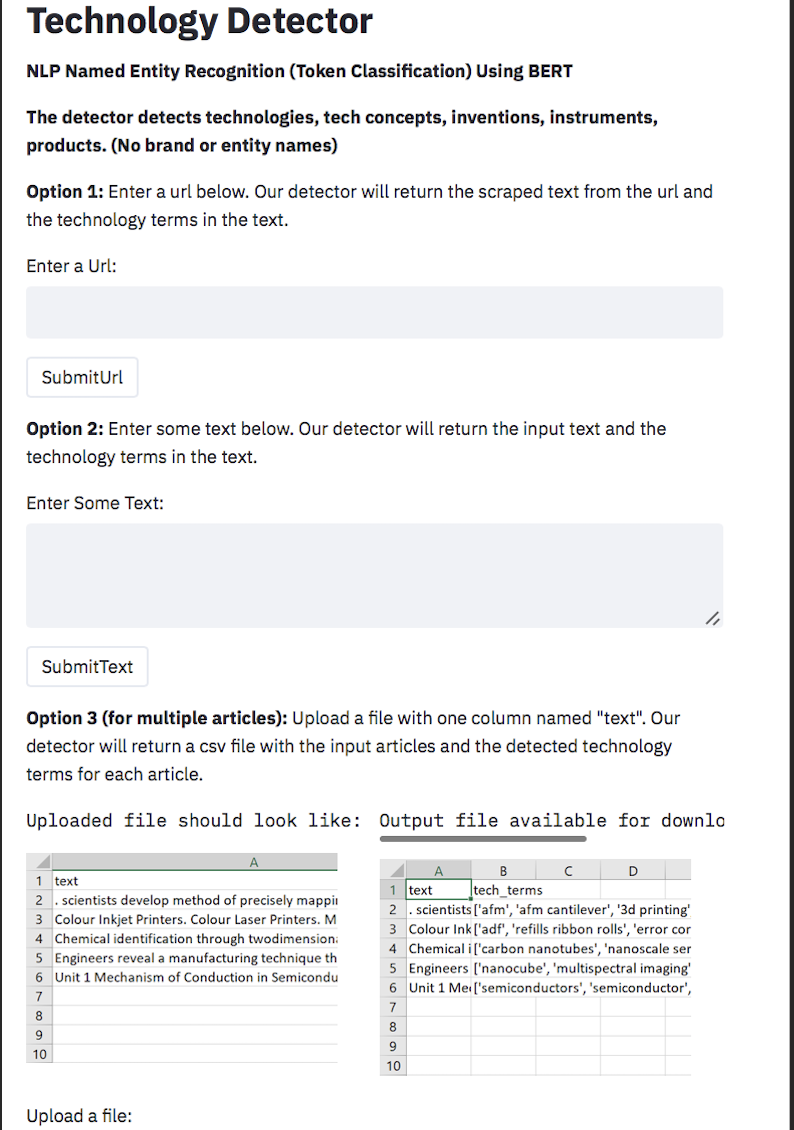 Technology Detector
NLP Named Entity Recognition (Token Classification) Using BERT
The detector detects technologies, tech concepts, inventions, instruments,
products. (No brand or entity names)
Option 1: Enter a url below. Our detector will return the scraped text from the url and
the technology terms in the text.
Enter a Url:
SubmitUrl
Option 2: Enter some text below. Our detector will return the input text and the
technology terms in the text.
Enter Some Text:
SubmitText
Option 3 (for multiple articles): Upload a file with one column named "text". Our
detector will return a csv file with the input articles and the detected technology
terms for each article.
Uploaded file should look like:
A
1 text
2 . scientists develop method of precisely mappi
3 Colour Inkjet Printers. Colour Laser Printers. M
4 Chemical identification through twodimension
5 Engineers reveal a manufacturing technique th
6 Unit 1 Mechanism of Conduction in Semicondu
7
8
9
10
Output file available for downlo
A B C D
1 text tech_terms
2 . scientists ['afm', 'afm cantilever', '3d printing'
3 Colour Ink ['adf', 'refills ribbon rolls', 'error cor
4 Chemical i ['carbon nanotubes', 'nanoscale ser
5 Engineers ['nanocube', 'multispectral imaging'
6 Unit 1 Me ['semiconductors', 'semiconductor',
7
8
9
10
Upload a file: